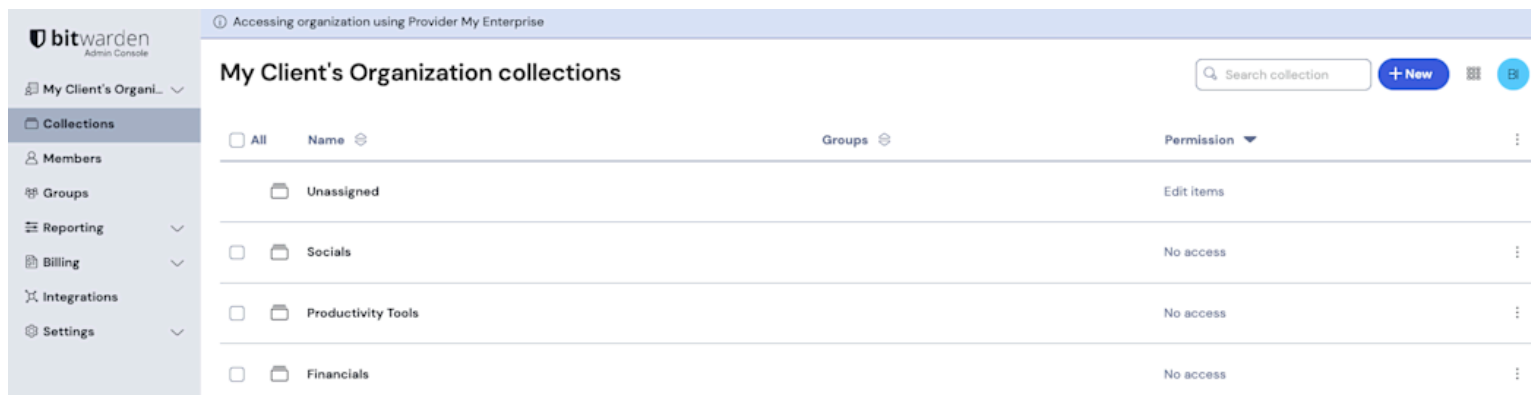 bitwarden
Admin Console
My Client's Organi...
Collections
Members
Groups
Reporting
Billing
Integrations
Settings
Accessing organization using Provider My Enterprise
My Client's Organization collections
Search collection
+ New
BI
All Name Groups Permission
Unassigned Edit items
Socials No access
Productivity Tools No access
Financials No access